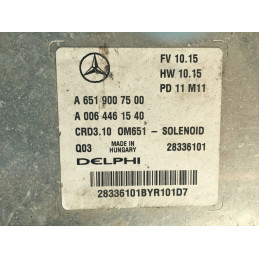 FV 10.15
HW 10.15
PD 11 M11
A 651 900 75 00
A 006 446 15 40
CRD3.10 OM651 - SOLENOID
Q03 MADE IN HUNGARY 28336101
DELPHI
28336101BYR101D7